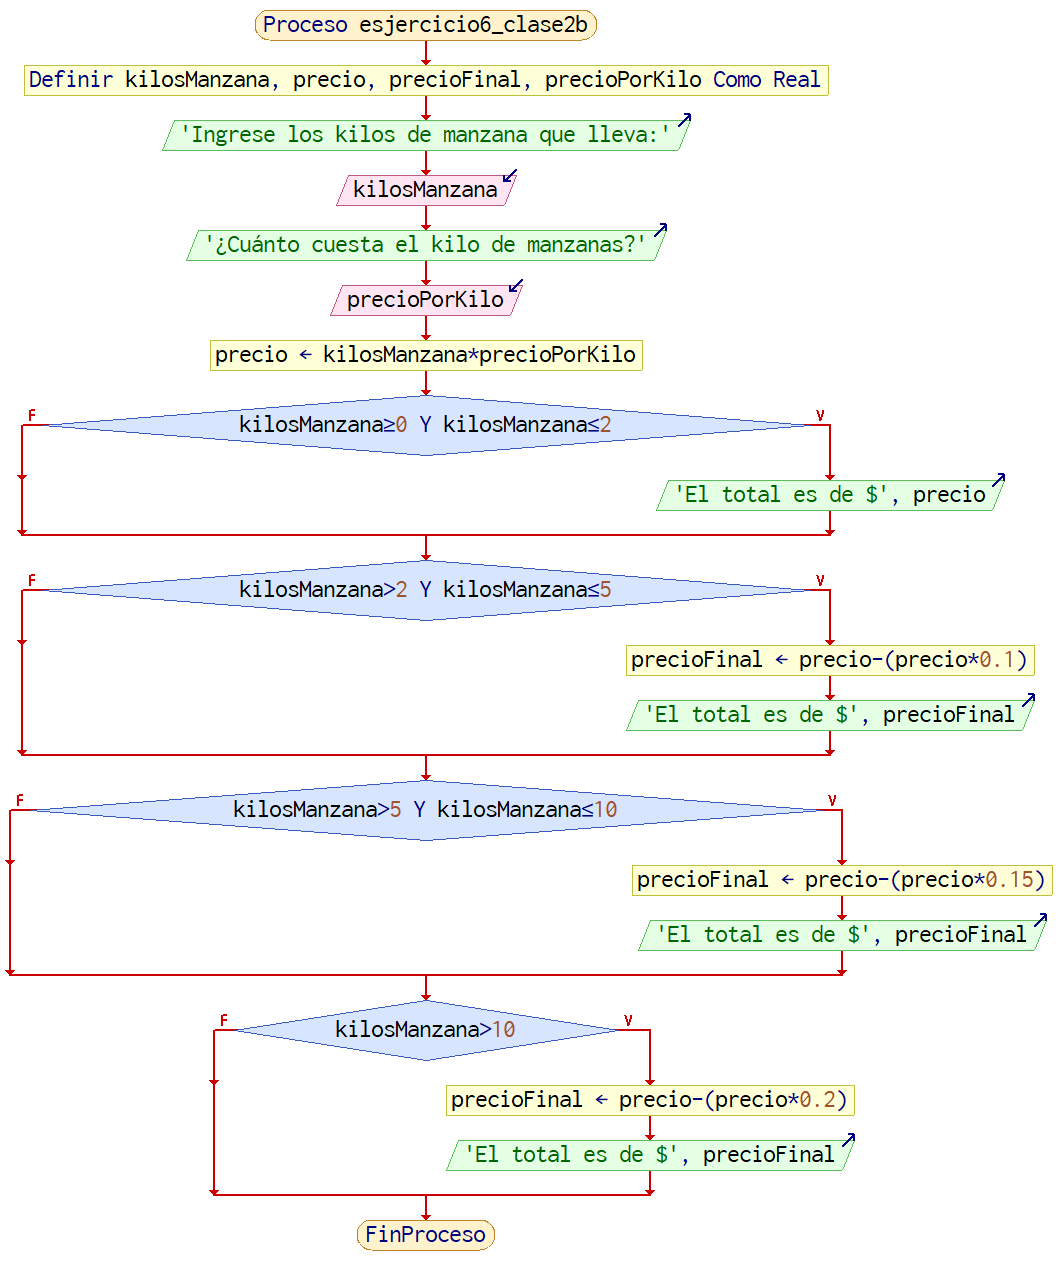 Proceso esjercicio6_clase2b
Definir kilosManzana, precio, precioFinal, precioPorKilo Como Real
'Ingrese los kilos de manzana que lleva:'
kilosManzana
'¿Cuánto cuesta el kilo de manzanas?'
precioPorKilo
precio ← kilosManzana*precioPorKilo
F
V
kilosManzana≥0 Y kilosManzana≤2
'El total es de $', precio
F
V
kilosManzana>2 Y kilosManzana≤5
precioFinal ← precio-(precio*0.1)
'El total es de $', precioFinal
F
V
kilosManzana>5 Y kilosManzana≤10
precioFinal ← precio-(precio*0.15)
'El total es de $', precioFinal
F
V
kilosManzana>10
precioFinal ← precio-(precio*0.2)
'El total es de $', precioFinal
FinProceso